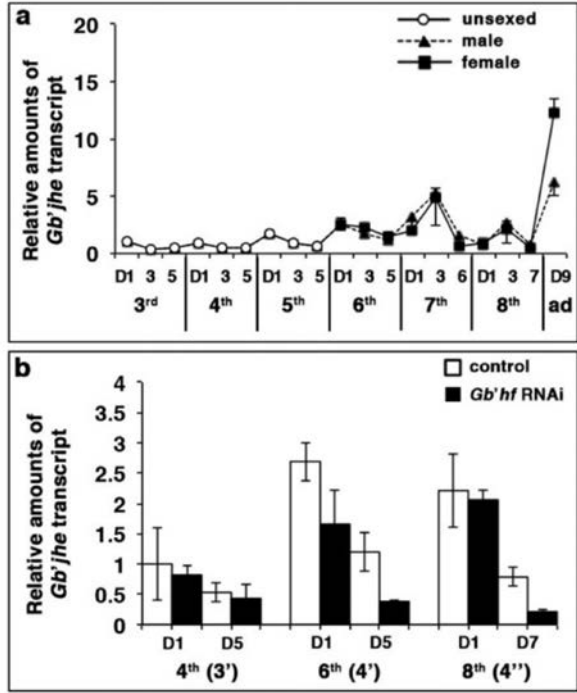 a
unsexed
male
female
Relative amounts of
Gb'jhe transcript
20
15
10
5
0
D1 3 5 D1 3 5 D1 3 5 D1 3 5 D1 3 6 D1 3 7 D9
3rd 4th 5th 6th 7th 8th ad
b
control
Gb'hf RNAi
Relative amounts of
Gb'jhe transcript
4
3.5
3
2.5
2
1.5
1
0.5
0
D1 D5 D1 D5 D1 D7
4th (3') 6th (4') 8th (4'')